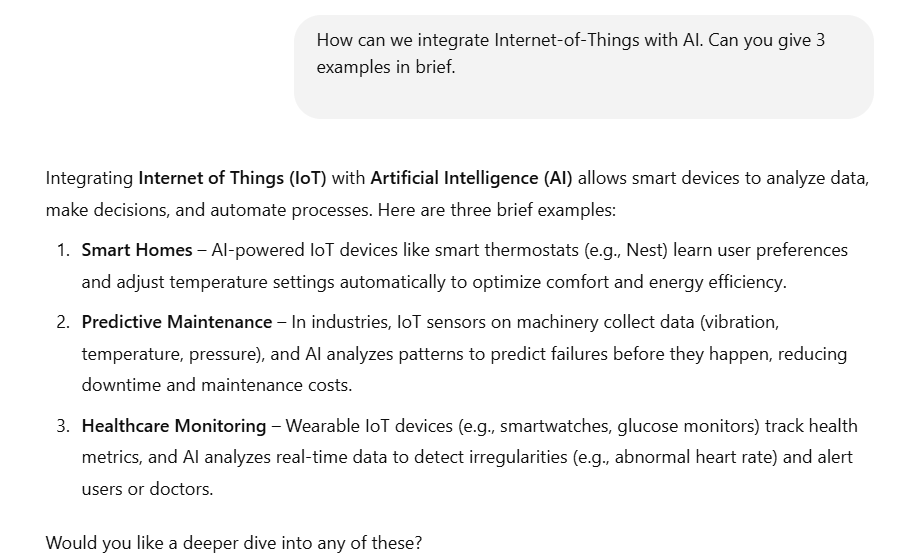 How can we integrate Internet-of-Things with AI. Can you give 3
examples in brief.
Integrating Internet of Things (IoT) with Artificial Intelligence (AI) allows smart devices to analyze data,
make decisions, and automate processes. Here are three brief examples:
1. Smart Homes – AI-powered IoT devices like smart thermostats (e.g., Nest) learn user preferences
and adjust temperature settings automatically to optimize comfort and energy efficiency.
2. Predictive Maintenance – In industries, IoT sensors on machinery collect data (vibration,
temperature, pressure), and AI analyzes patterns to predict failures before they happen, reducing
downtime and maintenance costs.
3. Healthcare Monitoring – Wearable IoT devices (e.g., smartwatches, glucose monitors) track health
metrics, and AI analyzes real-time data to detect irregularities (e.g., abnormal heart rate) and alert
users or doctors.
Would you like a deeper dive into any of these?